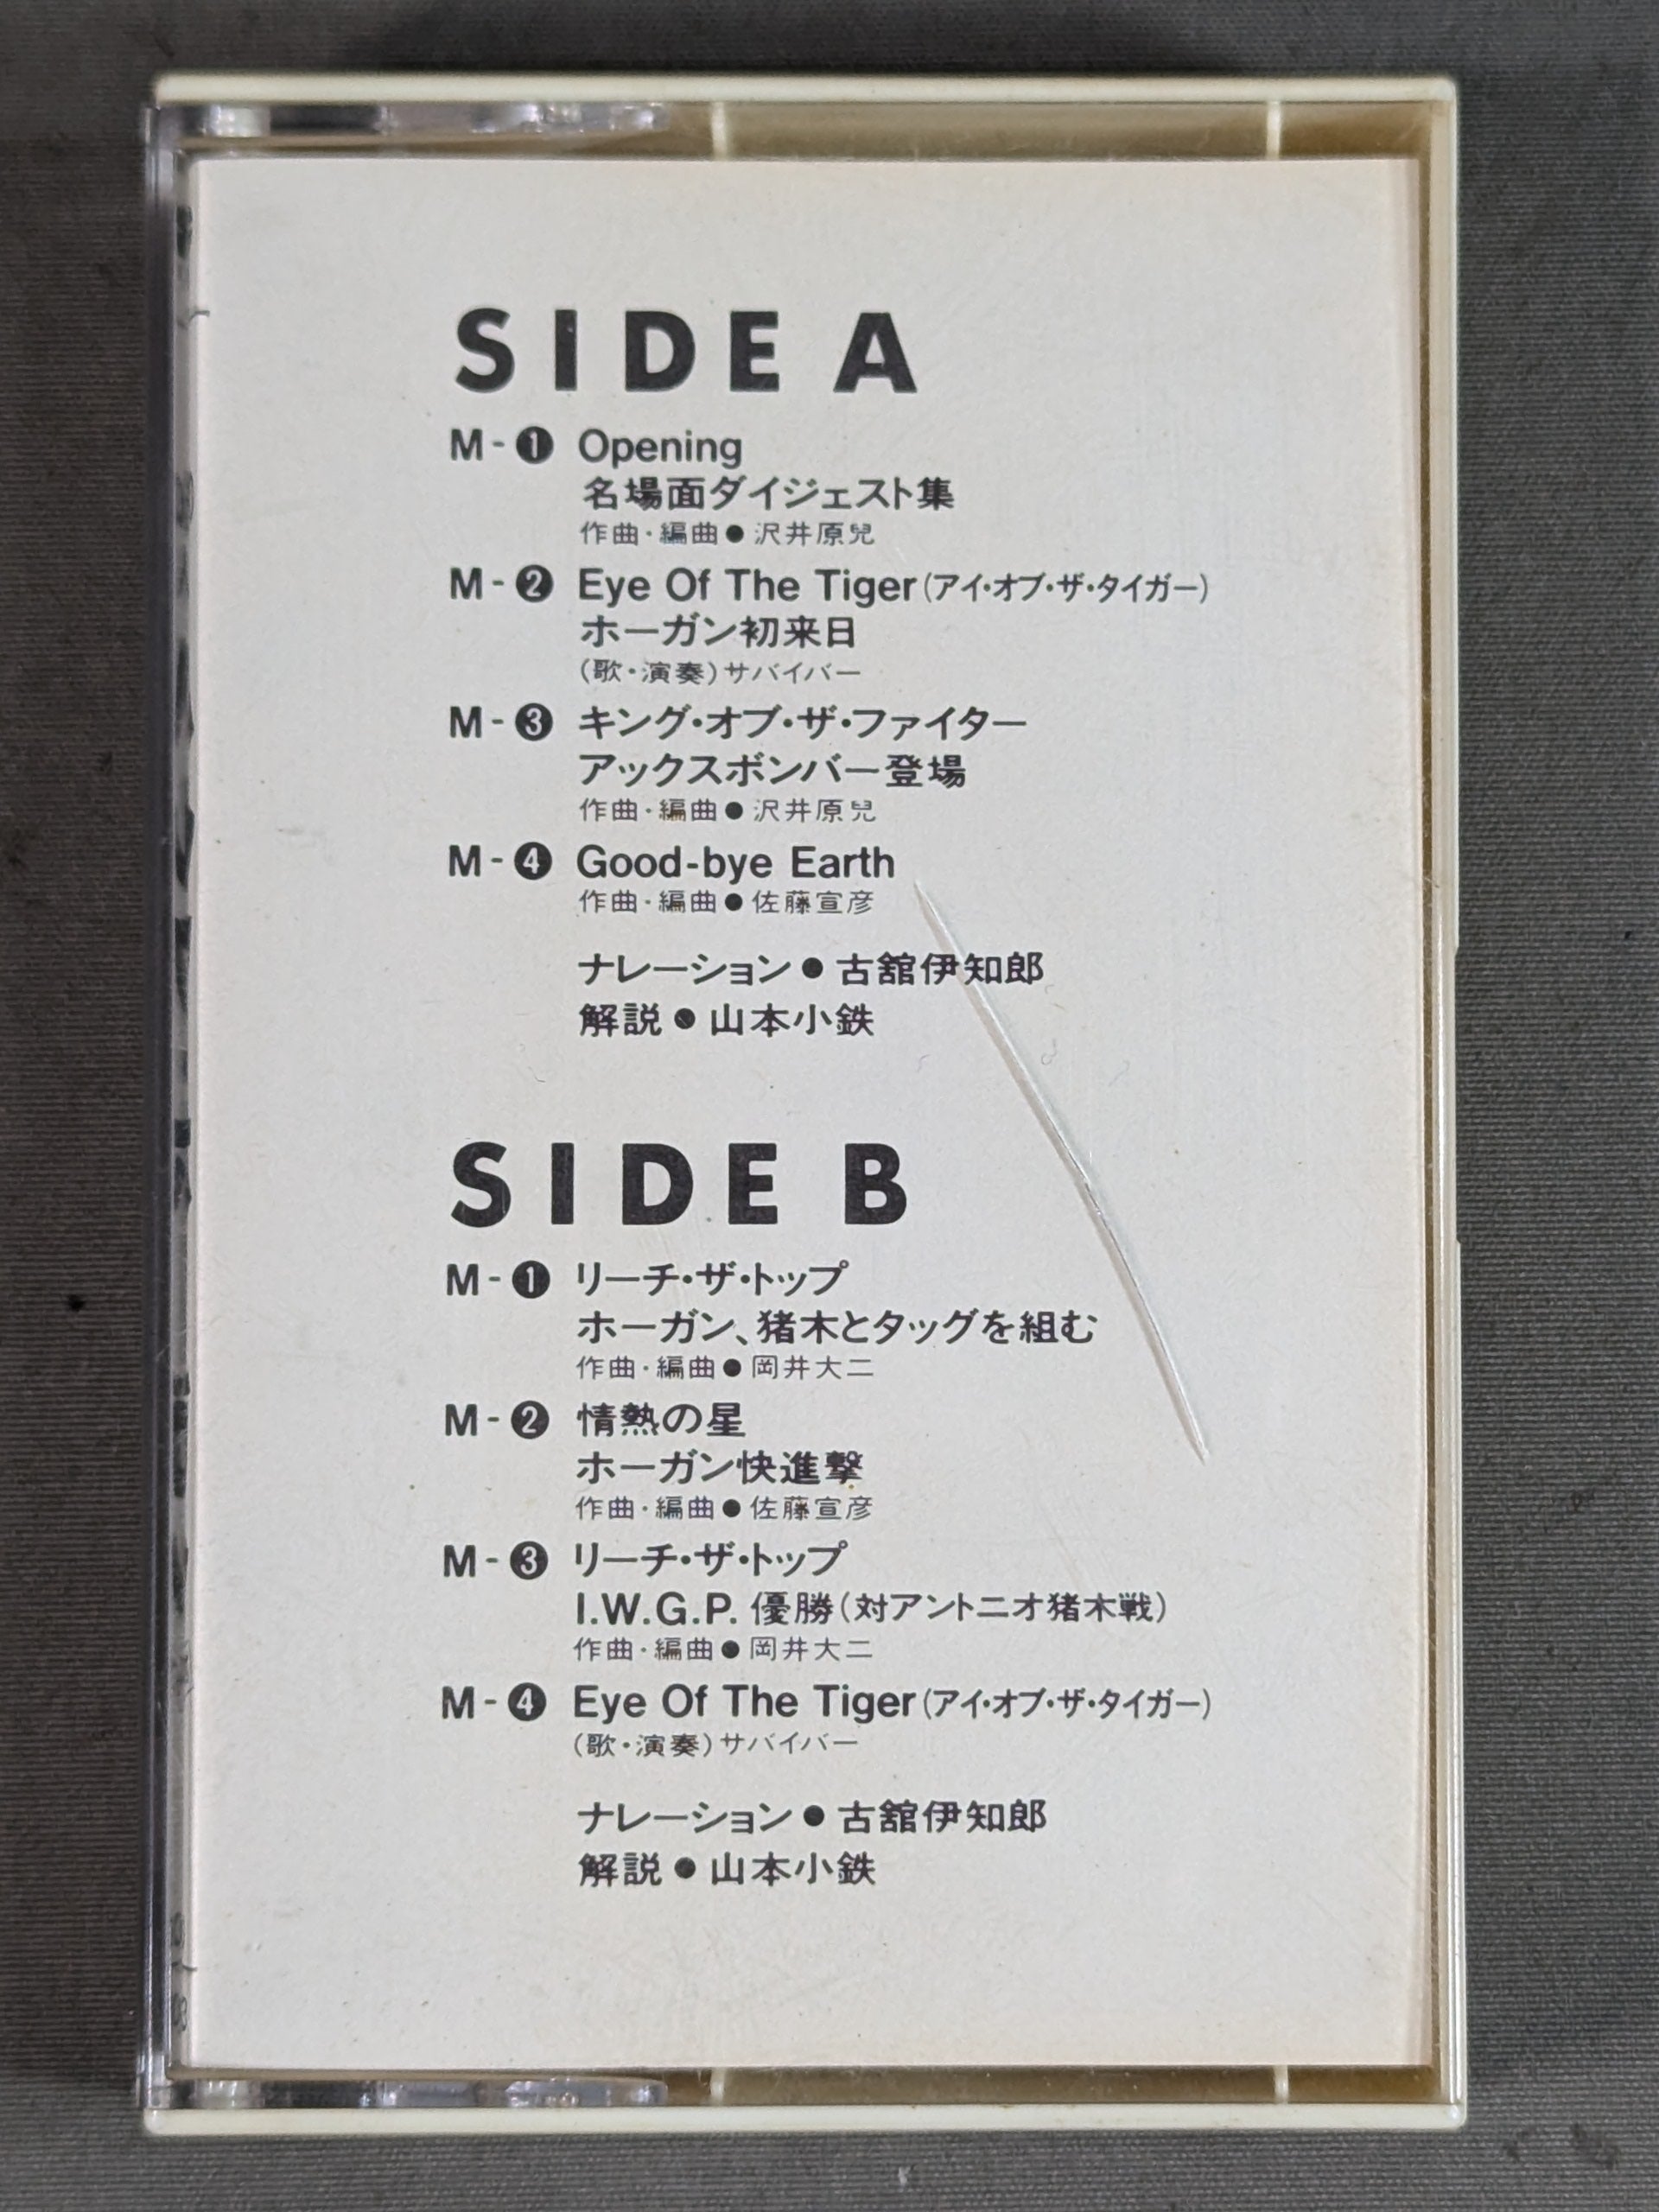 SIDE A
M-❶ Opening
名場面ダイジェスト集
作曲・編曲●沢井原兒
M-❷ Eye Of The Tiger(アイ・オブ・ザ・タイガー)
ホーガン初来日
(歌・演奏)サバイバー
M-❸ キング・オブ・ザ・ファイター
アックスボンバー登場
作曲・編曲●沢井原兒
M-❹ Good-bye Earth
作曲・編曲●佐藤宣彦
ナレーション●古舘伊知郎
解説●山本小鉄
SIDE B
M-❶ リーチ・ザ・トップ
ホーガン、猪木とタッグを組む
作曲・編曲●岡井大二
M-❷ 情熱の星
ホーガン快進撃
作曲・編曲●佐藤宣彦
M-❸ リーチ・ザ・トップ
I.W.G.P. 優勝(対アントニオ猪木戦)
作曲・編曲●岡井大二
M-❹ Eye Of The Tiger(アイ・オブ・ザ・タイガー)
(歌・演奏)サバイバー
ナレーション●古舘伊知郎
解説●山本小鉄